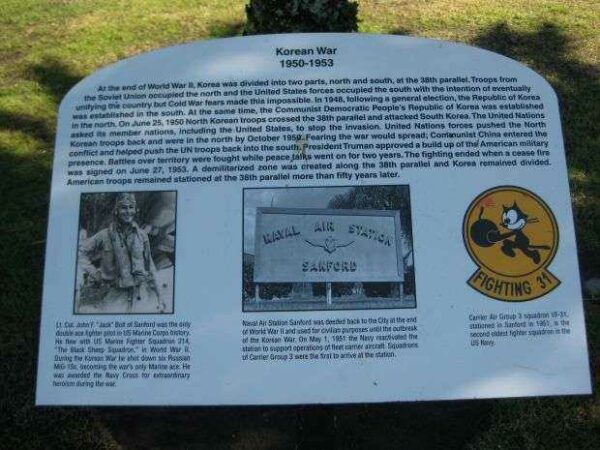 Korean War
1950-1953
At the end of World War II, Korea was divided into two parts, north and south, at the 38th parallel. Troops from
the Soviet Union occupied the north and the United States forces occupied the south with the intention of eventually
unifying the country but Cold War fears made this impossible. In 1948, following a general election, the Republic of Korea
was established in the south. At the same time, the Communist Democratic People's Republic of Korea was established
in the north. On June 25, 1950 North Korean troops crossed the 38th parallel and attacked South Korea. The United Nations
asked its member nations, including the United States, to stop the invasion. United Nations forces pushed the North
Korean troops back and were in the north by October 1950. Fearing the war would spread; Communist China entered the
conflict and helped push the UN troops back into the south. President Truman approved a build up of the American military
presence. Battles over territory were fought while peace talks went on for two years. The fighting ended when a cease fire
was signed on June 27, 1953. A demilitarized zone was created along the 38th parallel and Korea remained divided.
American troops remained stationed at the 38th parallel more than fifty years later.
NAVAL AIR STATION
SANFORD
FIGHTING 31
Lt. Col. John F. "Jack" Bolt of Sanford was the only
double ace fighter pilot in US Marine Corps history.
He flew with US Marine Fighter Squadron 214,
"The Black Sheep Squadron," in World War II.
During the Korean War he shot down six Russian
MiG-15s, becoming the war's only Marine ace. He
was awarded the Navy Cross for extraordinary
heroism during the war.
Naval Air Station Sanford was deeded back to the City at the end
of World War II and used for civilian purposes until the outbreak
of the Korean War. On May 1, 1951 the Navy reactivated the
station to support operations of fleet carrier aircraft. Squadrons
of Carrier Group 3 were the first to arrive at the station.
Carrier Air Group 3 squadron VF-31,
stationed in Sanford in 1951, is the
second oldest fighter squadron in the
US Navy.